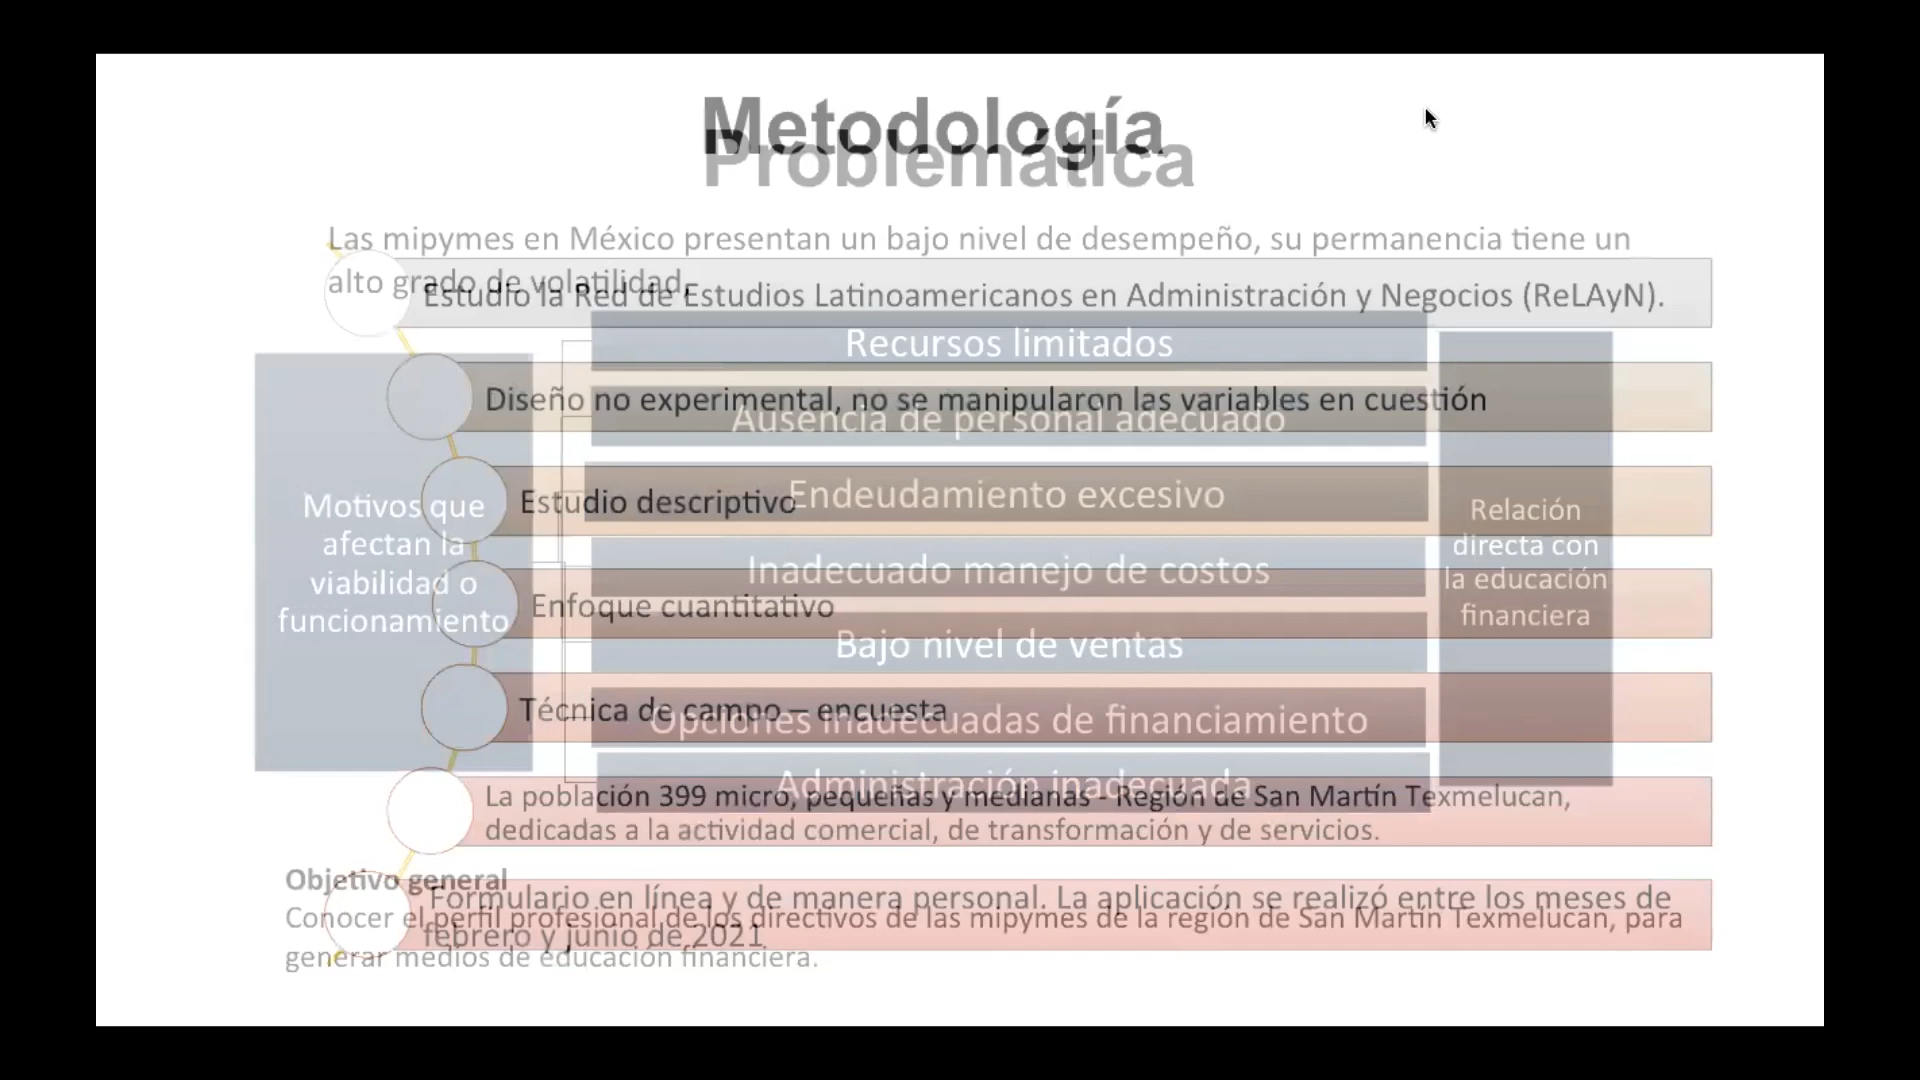 Metodología
Problemática
Las mipymes en México presentan un bajo nivel de desempeño, su permanencia tiene un
alto grado de volatilidad,
Estudio la Red de Estudios Latinoamericanos en Administración y Negocios (ReLAyN).
Recursos limitados
Diseño no experimental, no se manipularon las variables en cuestión
Ausencia de personal adecuado
Endeudamiento excesivo
Estudio descriptivo
Motivos que
afectan la
viabilidad o
funcionamiento
Relación
directa con
la educación
financiera
Inadecuado manejo de costos
Enfoque cuantitativo
Bajo nivel de ventas
Técnica de campo – encuesta
Opciones inadecuadas de financiamiento
Administración inadecuada
La población 399 micro, pequeñas y medianas - Región de San Martín Texmelucan,
dedicadas a la actividad comercial, de transformación y de servicios.
Objetivo general
Formulario en línea y de manera personal. La aplicación se realizó entre los meses de
febrero y junio de 2021
Conocer el perfil profesional de los directivos de las mipymes de la región de San Martín Texmelucan, para
generar medios de educación financiera.